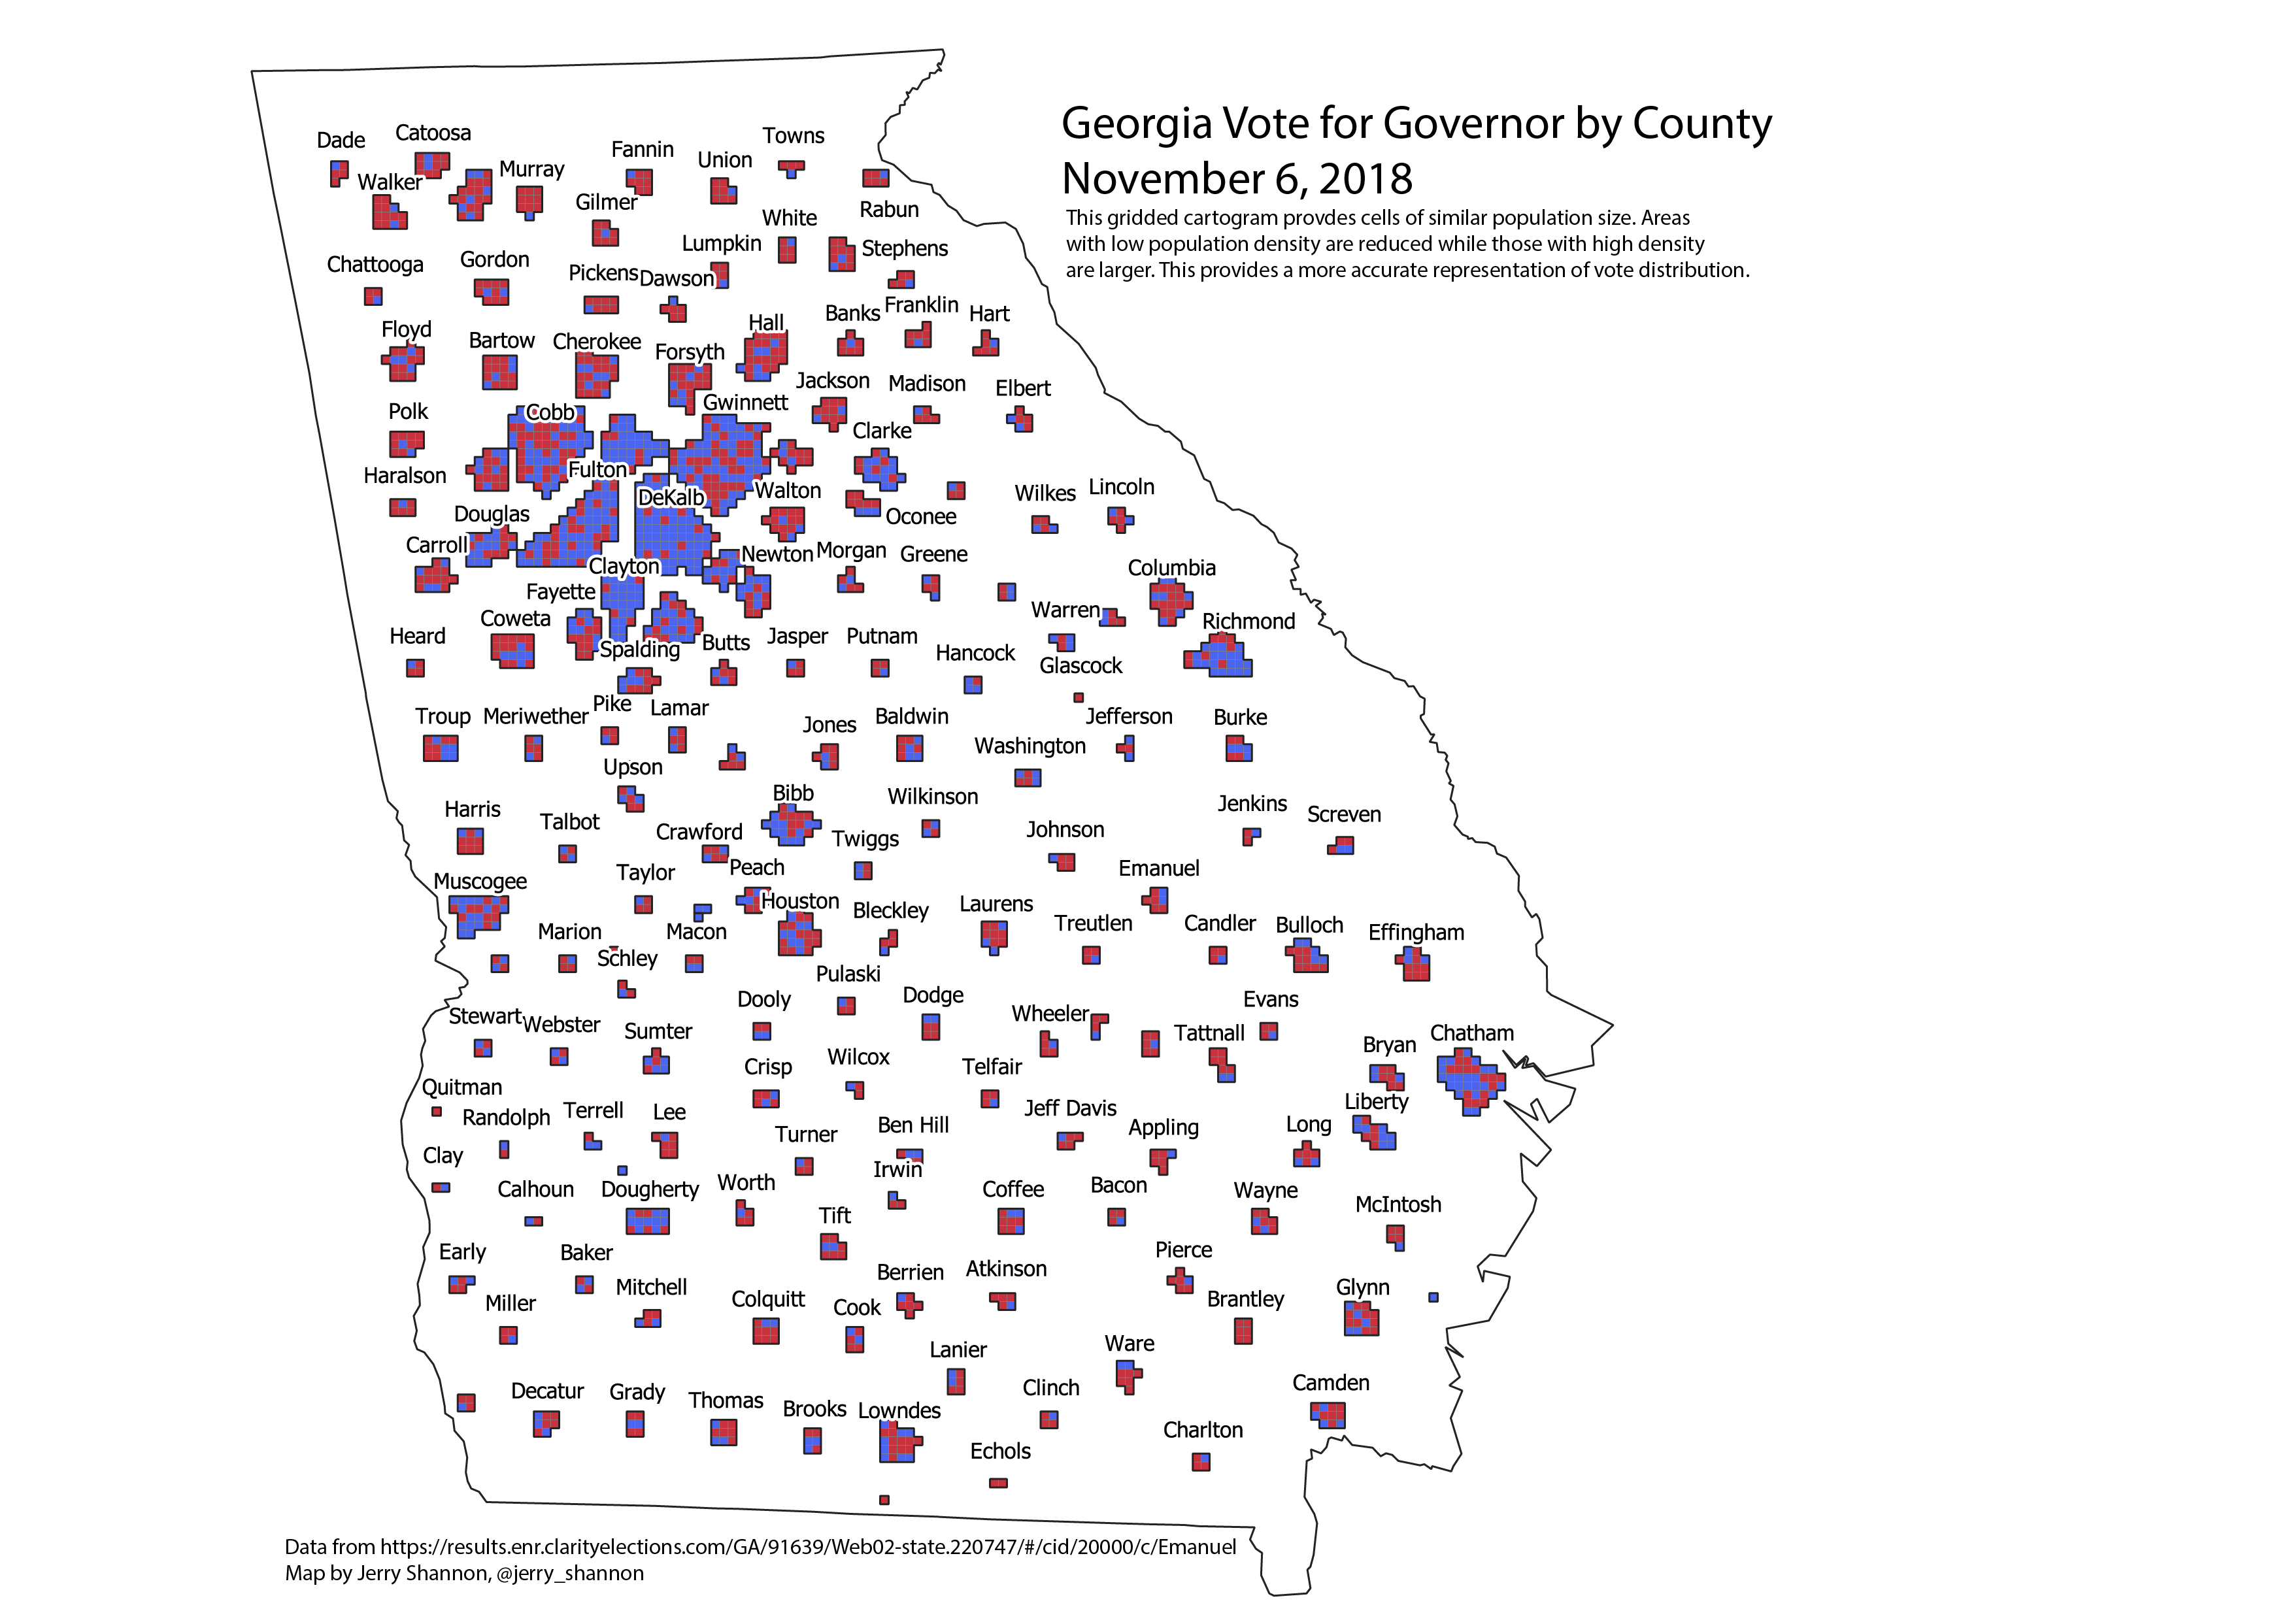 Georgia Vote for Governor by County
November 6, 2018
This gridded cartogram provdes cells of similar population size. Areas
with low population density are reduced while those with high density
are larger. This provides a more accurate representation of vote distribution.
Dade
Catoosa
Towns
Fannin
Union
Murray
Walker
Gilmer
Rabun
White
Lumpkin
Stephens
Chattooga
Gordon
Pickens
Dawson
Franklin
Banks
Hart
Hall
Floyd
Bartow
Cherokee
Forsyth
Jackson
Madison
Elbert
Gwinnett
Polk
Cobb
Clarke
Fulton
Haralson
DeKalb
Walton
Wilkes
Lincoln
Douglas
Oconee
Carroll
Newton
Morgan
Greene
Clayton
Columbia
Fayette
Warren
Coweta
Richmond
Heard
Spalding
Butts
Jasper
Putnam
Hancock
Glascock
Pike
Lamar
Troup
Meriwether
Jones
Baldwin
Jefferson
Burke
Washington
Upson
Bibb
Wilkinson
Harris
Talbot
Jenkins
Screven
Crawford
Twiggs
Johnson
Peach
Emanuel
Taylor
Muscogee
Houston
Laurens
Bleckley
Treutlen
Candler
Bulloch
Effingham
Marion
Macon
Schley
Pulaski
Dooly
Dodge
Evans
Wheeler
Stewart
Webster
Sumter
Tattnall
Chatham
Bryan
Wilcox
Crisp
Telfair
Quitman
Randolph
Terrell
Lee
Jeff Davis
Liberty
Ben Hill
Appling
Long
Turner
Clay
Irwin
Calhoun
Dougherty
Worth
Coffee
Bacon
Wayne
McIntosh
Tift
Early
Baker
Pierce
Mitchell
Berrien
Atkinson
Glynn
Miller
Colquitt
Cook
Brantley
Lanier
Ware
Decatur
Grady
Thomas
Brooks
Lowndes
Clinch
Camden
Charlton
Echols
Data from https://results.enr.clarityelections.com/GA/91639/Web02-state.220747/#/cid/20000/c/Emanuel
Map by Jerry Shannon, @jerry_shannon